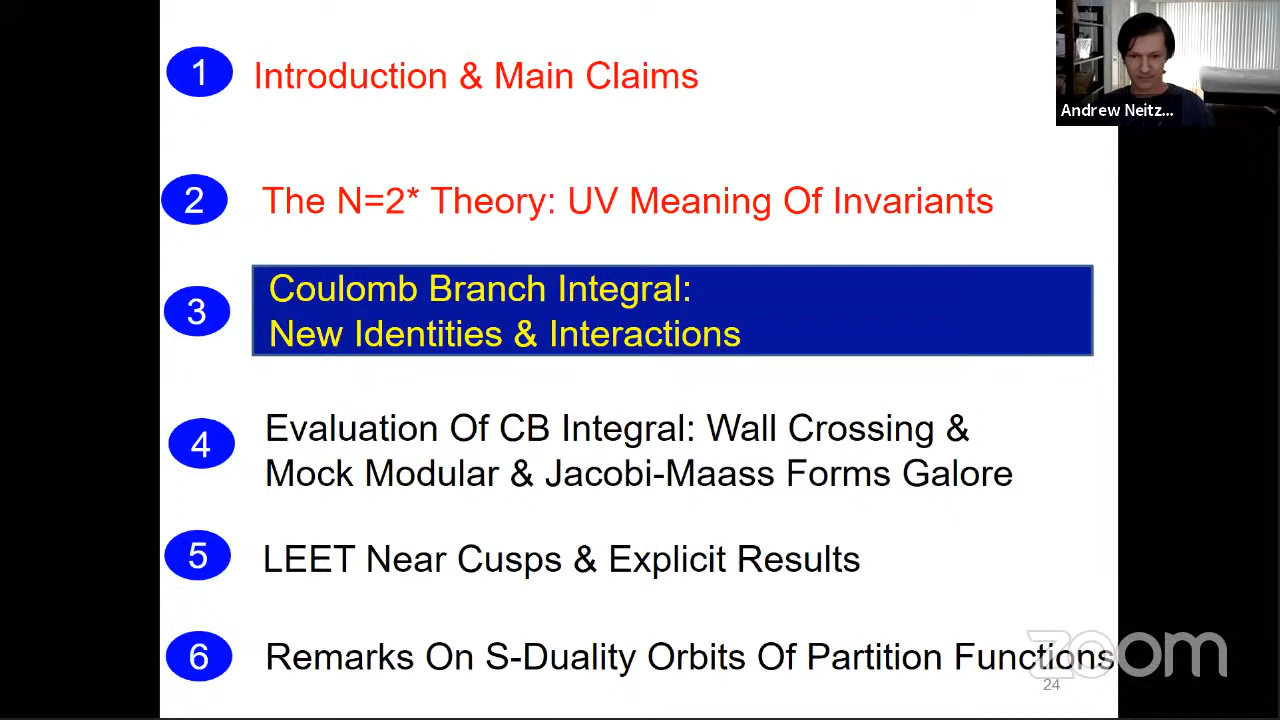 1 Introduction & Main Claims
Andrew Neitz...
2 The N=2* Theory: UV Meaning Of Invariants
3 Coulomb Branch Integral:
New Identities & Interactions
4 Evaluation Of CB Integral: Wall Crossing &
Mock Modular & Jacobi-Maass Forms Galore
5 LEET Near Cusps & Explicit Results
6 Remarks On S-Duality Orbits Of Partition Functions
zoom
24